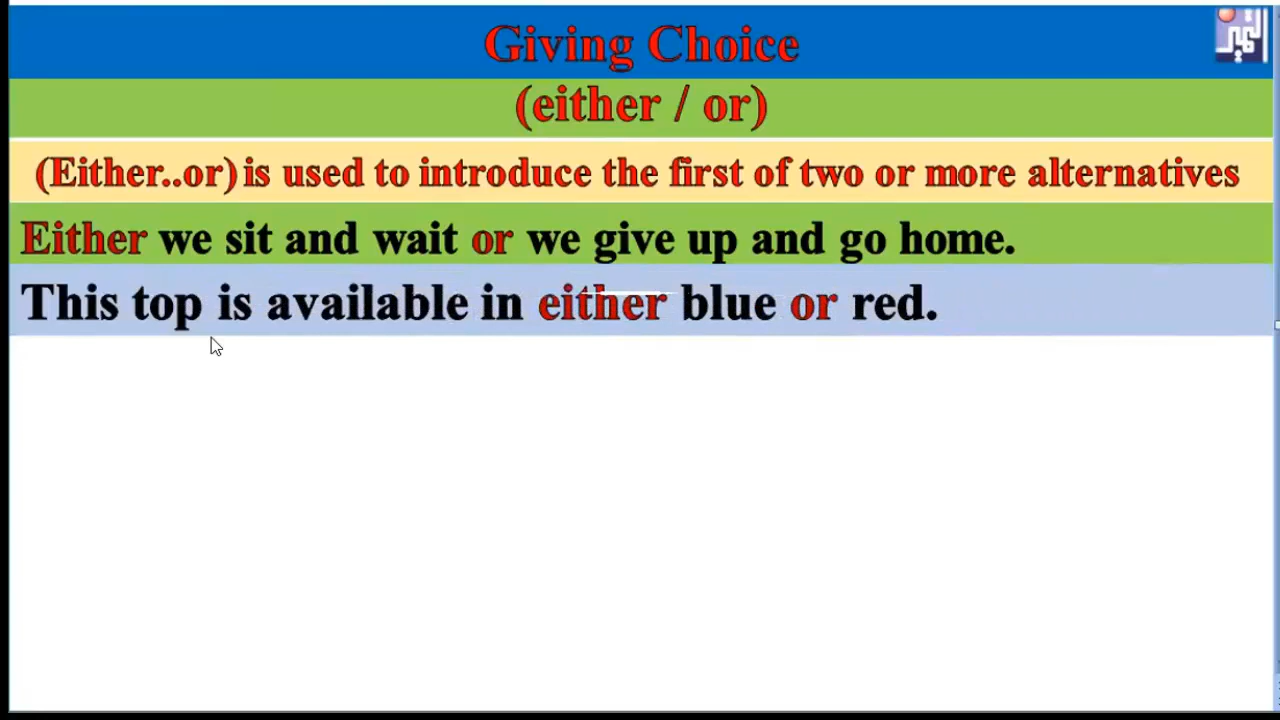 Giving Choice
(either / or)
(Either..or) is used to introduce the first of two or more alternatives
Either we sit and wait or we give up and go home.
This top is available in either blue or red.